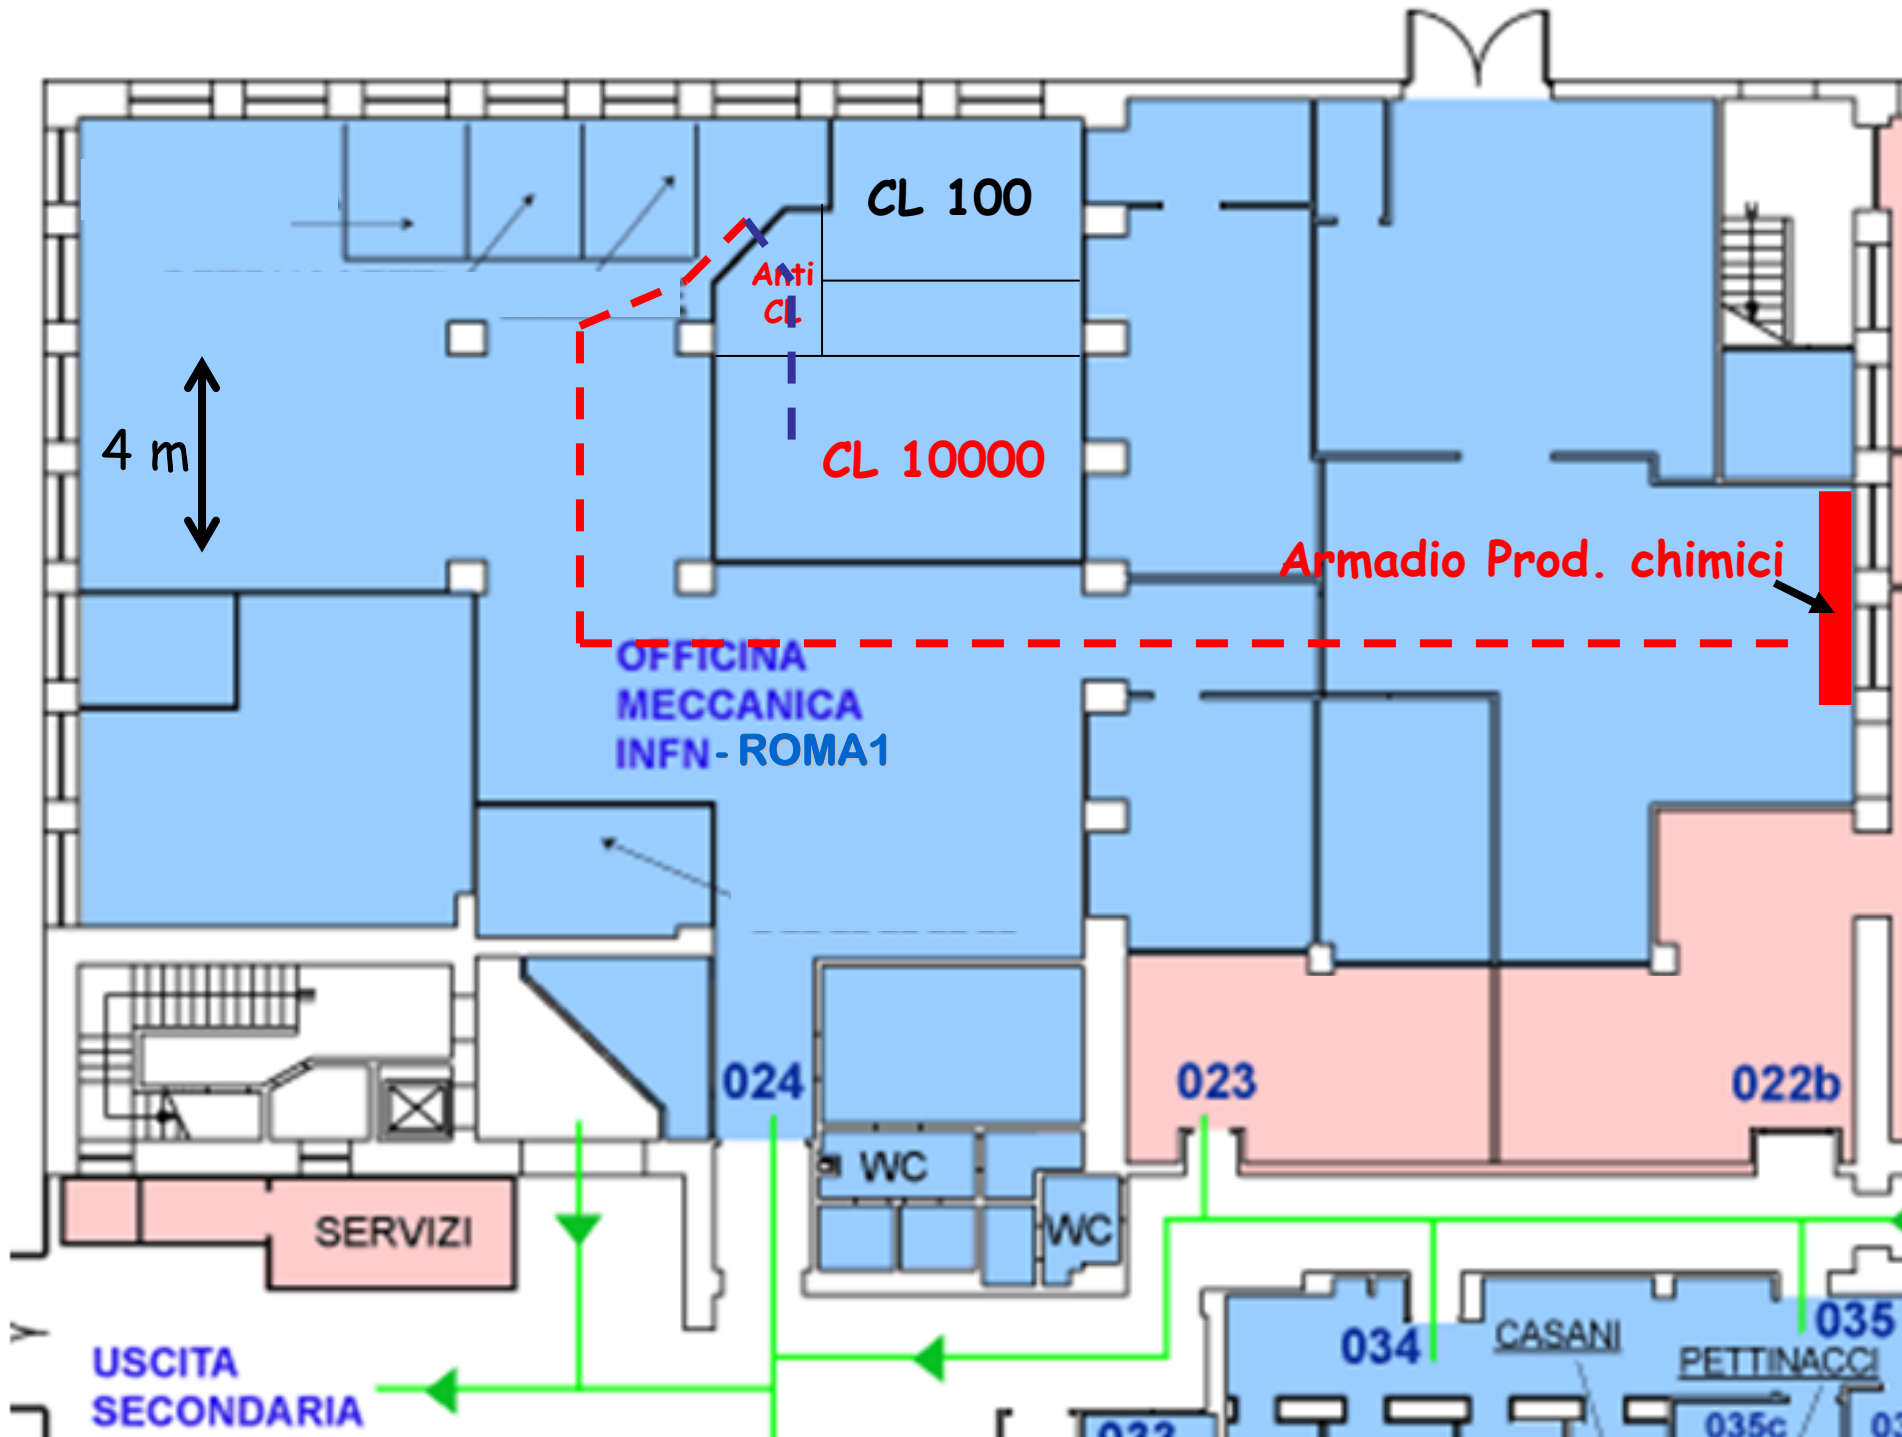 CL 100
Anti
CL
4 m
CL 10000
Armadio Prod. chimici
OFFICINA
MECCANICA
INFN - ROMA1
024
023
022b
WC
WC
SERVIZI
USCITA
SECONDARIA
034
CASANI
035
PETTINACCI
035c